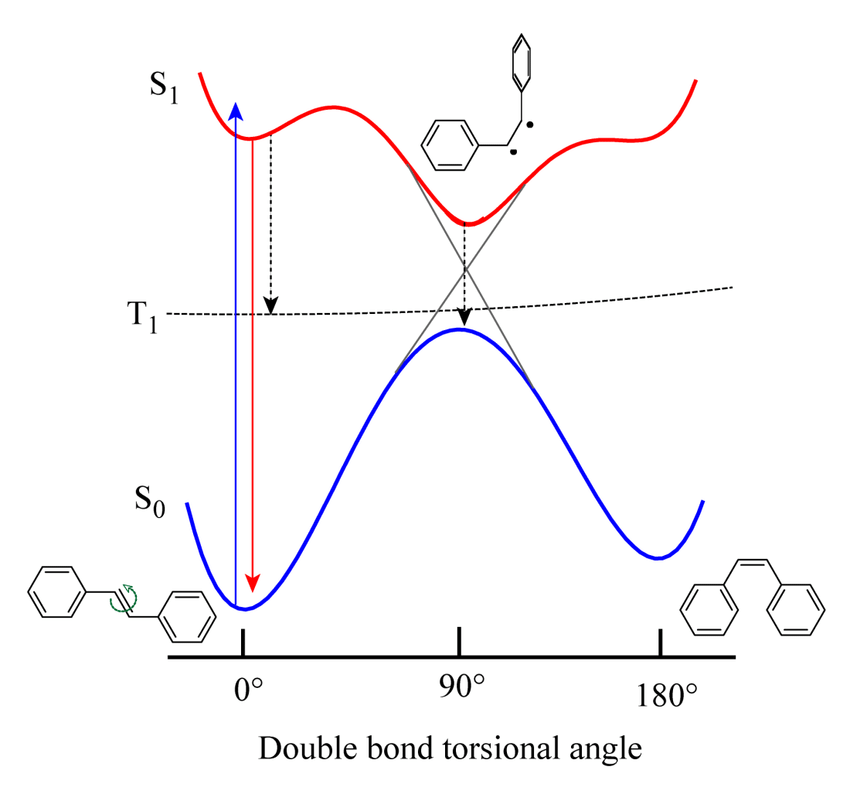 S₁
T₁
S₀
0°
90°
180°
Double bond torsional angle